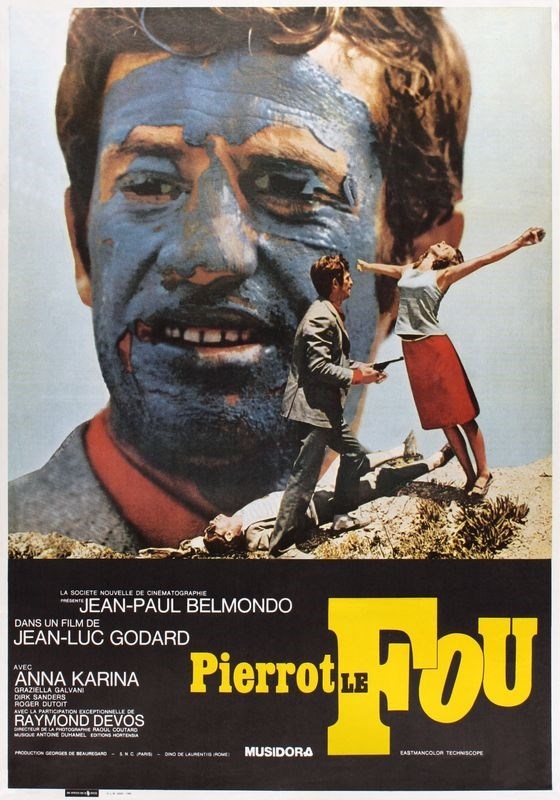 LA SOCIETE NOUVELLE DE CINEMATOGRAPHIE
PRÉSENTE JEAN-PAUL BELMONDO
DANS UN FILM DE
JEAN-LUC GODARD
Pierrot LE FOU
AVEC
ANNA KARINA
GRAZIELLA GALVANI
DIRK SANDERS
ROGER DUTOIT
AVEC LA PARTICIPATION EXCEPTIONNELLE DE
RAYMOND DEVOS
DIRECTEUR DE LA PHOTOGRAPHIE RAOUL COUTARD
MUSIQUE ANTOINE DUHAMEL EDITIONS HORTENSIA
PRODUCTION GEORGES DE BEAUREGARD – S.N.C. (PARIS) – DINO DE LAURENTIIS (ROME)
MUSIDORA
EASTMANCOLOR TECHNISCOPE